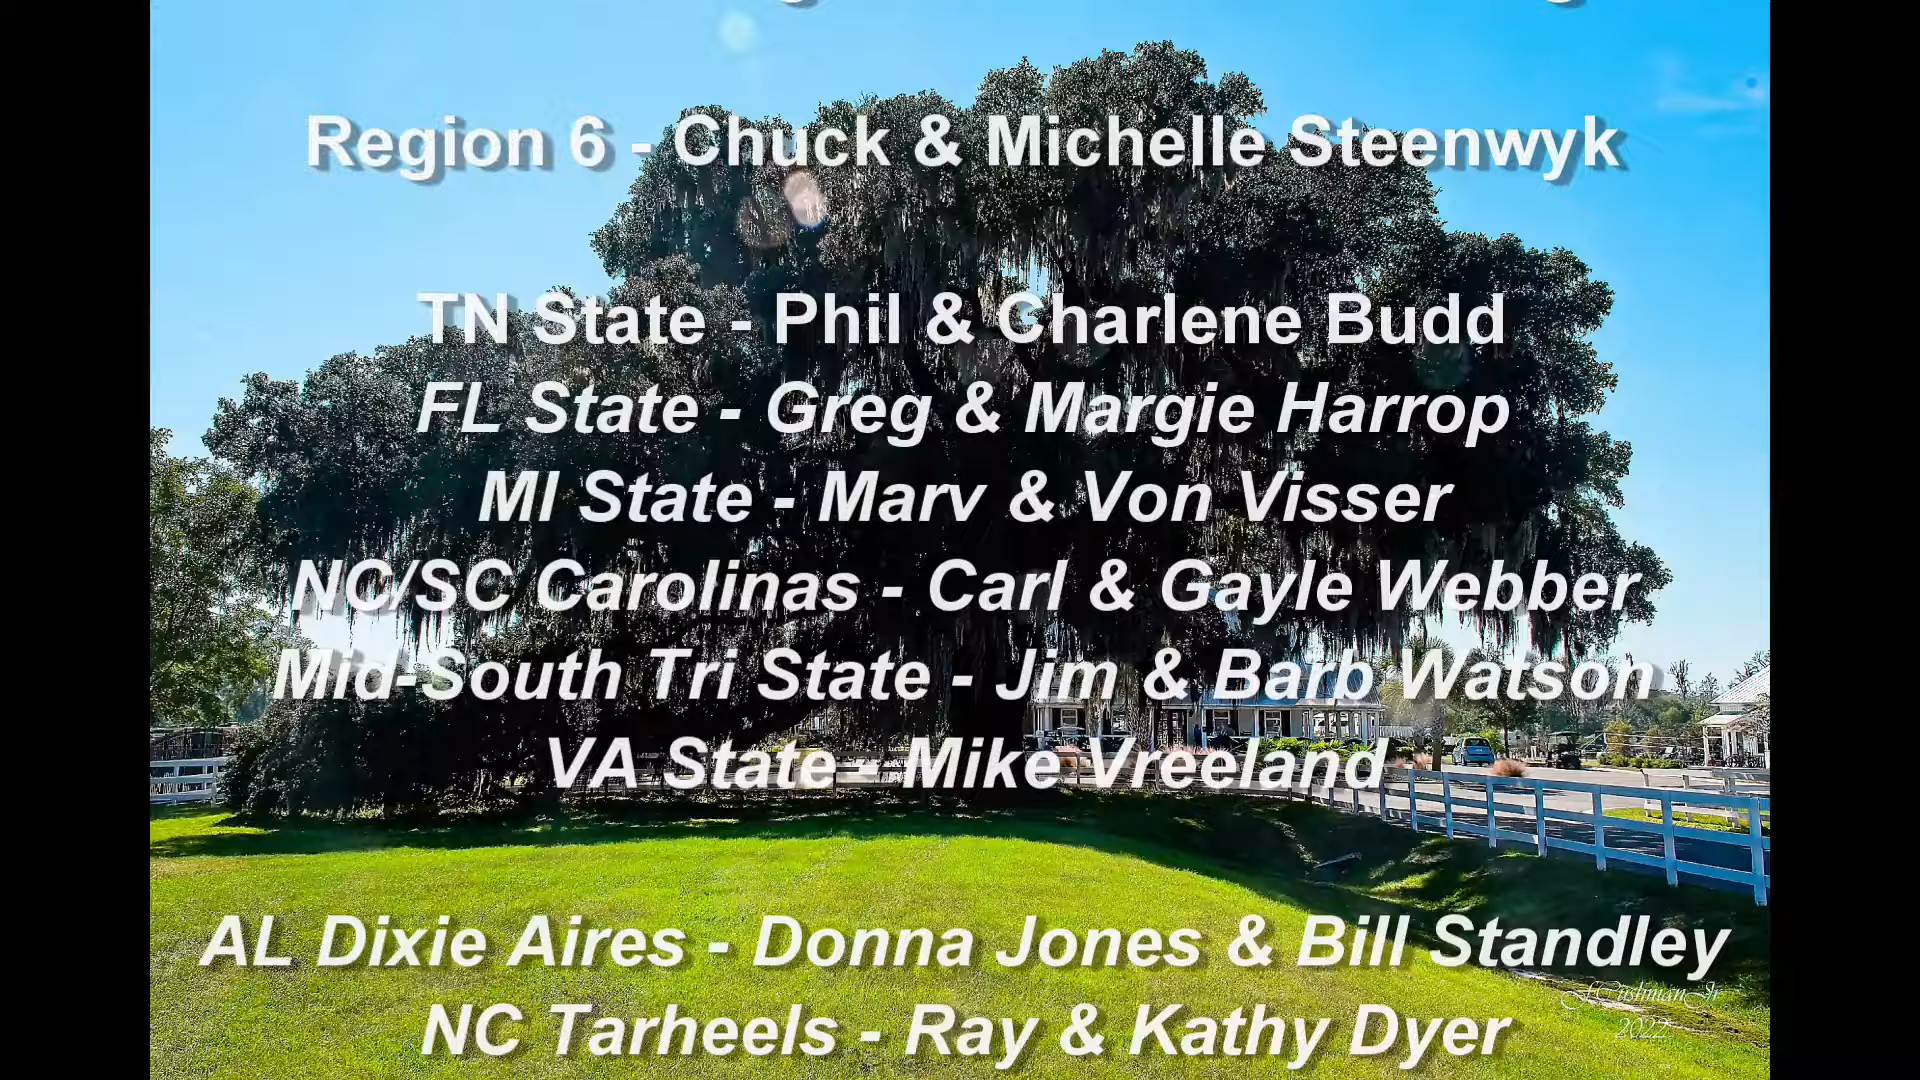 Region 6 - Chuck & Michelle Steenwyk
TN State - Phil & Charlene Budd
FL State - Greg & Margie Harrop
MI State - Marv & Von Visser
NC/SC Carolinas - Carl & Gayle Webber
Mid-South Tri State - Jim & Barb Watson
VA State - Mike Vreeland
AL Dixie Aires - Donna Jones & Bill Standley
NC Tarheels - Ray & Kathy Dyer
JCushmanJr
2022